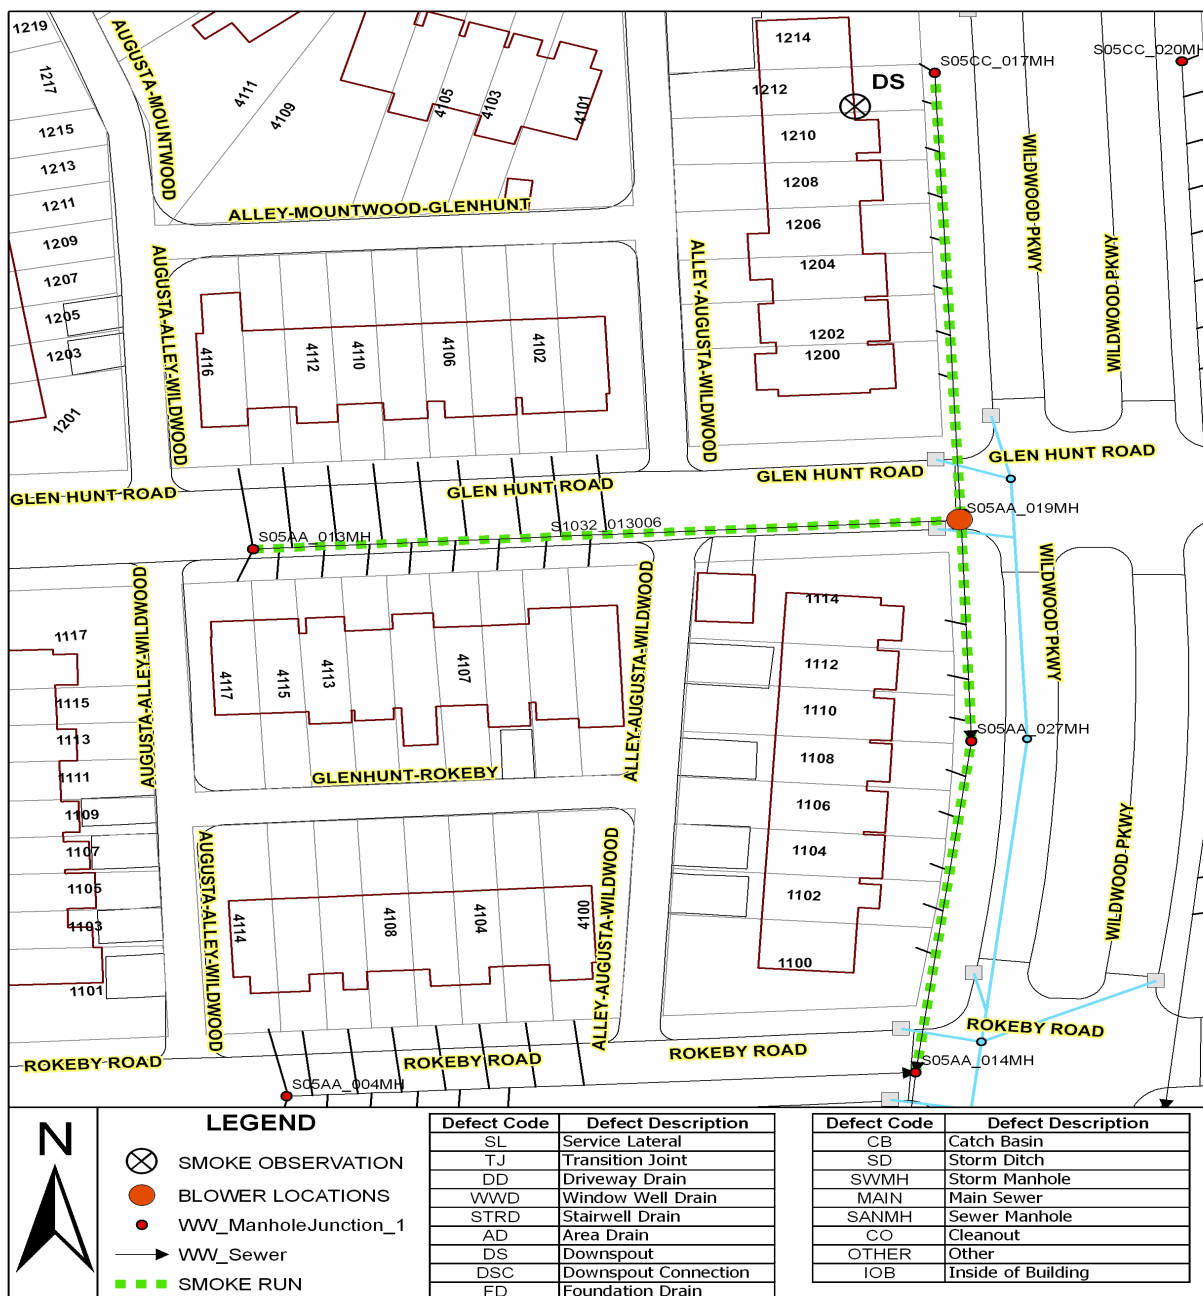 1219
1217
1215
1213
1211
1209
1207
1205
1203
1201
AUGUSTA-MOUNTWOOD
4111
4109
4105
4103
4101
ALLEY-MOUNTWOOD-GLENHUNT
1214
1212
1210
1208
1206
1204
1202
1200
DS
S05CC_017MH
S05CC_020MH
WILDWOOD PKWY
WILDWOOD PKWY
AUGUSTA-ALLEY-WILDWOOD
ALLEY-AUGUSTA-WILDWOOD
4116
4112
4110
4106
4102
GLEN HUNT ROAD
GLEN HUNT ROAD
GLEN HUNT ROAD
GLEN HUNT ROAD
S05AA_013MH
S1032_013006
S05AA_019MH
AUGUSTA-ALLEY-WILDWOOD
ALLEY-AUGUSTA-WILDWOOD
WILDWOOD PKWY
1117
1115
1113
1111
1109
1107
1105
1103
1101
4117
4115
4113
4107
GLENHUNT-ROKEBY
1114
1112
1110
1108
1106
1104
1102
1100
S05AA_027MH
WILDWOOD PKWY
AUGUSTA-ALLEY-WILDWOOD
ALLEY-AUGUSTA-WILDWOOD
4114
4108
4104
4100
ROKEBY ROAD
ROKEBY ROAD
ROKEBY ROAD
ROKEBY ROAD
S05AA_004MH
S05AA_014MH
N
LEGEND
SMOKE OBSERVATION
BLOWER LOCATIONS
WW_ManholeJunction_1
WW_Sewer
SMOKE RUN
Defect Code Defect Description
SL Service Lateral
TJ Transition Joint
DD Driveway Drain
WWD Window Well Drain
STRD Stairwell Drain
AD Area Drain
DS Downspout
DSC Downspout Connection
FD Foundation Drain
Defect Code Defect Description
CB Catch Basin
SD Storm Ditch
SWMH Storm Manhole
MAIN Main Sewer
SANMH Sewer Manhole
CO Cleanout
OTHER Other
IOB Inside of Building